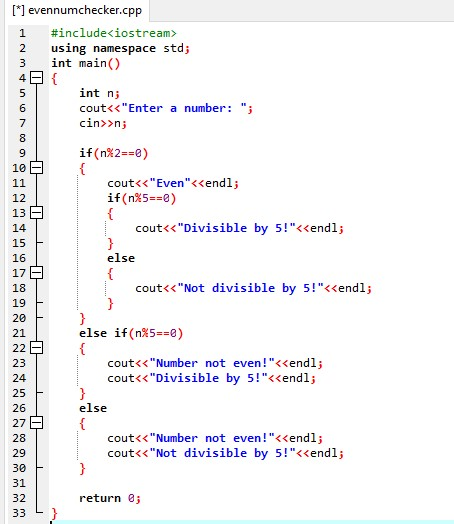 [*] evennumchecker.cpp
1 #include<iostream>
2 using namespace std;
3 int main()
4 {
5     int n;
6     cout<<"Enter a number: ";
7     cin>>n;
8
9     if(n%2==0)
10     {
11         cout<<"Even"<<endl;
12         if(n%5==0)
13         {
14             cout<<"Divisible by 5!"<<endl;
15         }
16         else
17         {
18             cout<<"Not divisible by 5!"<<endl;
19         }
20     }
21     else if(n%5==0)
22     {
23         cout<<"Number not even!"<<endl;
24         cout<<"Divisible by 5!"<<endl;
25     }
26     else
27     {
28         cout<<"Number not even!"<<endl;
29         cout<<"Not divisible by 5!"<<endl;
30     }
31
32     return 0;
33 }